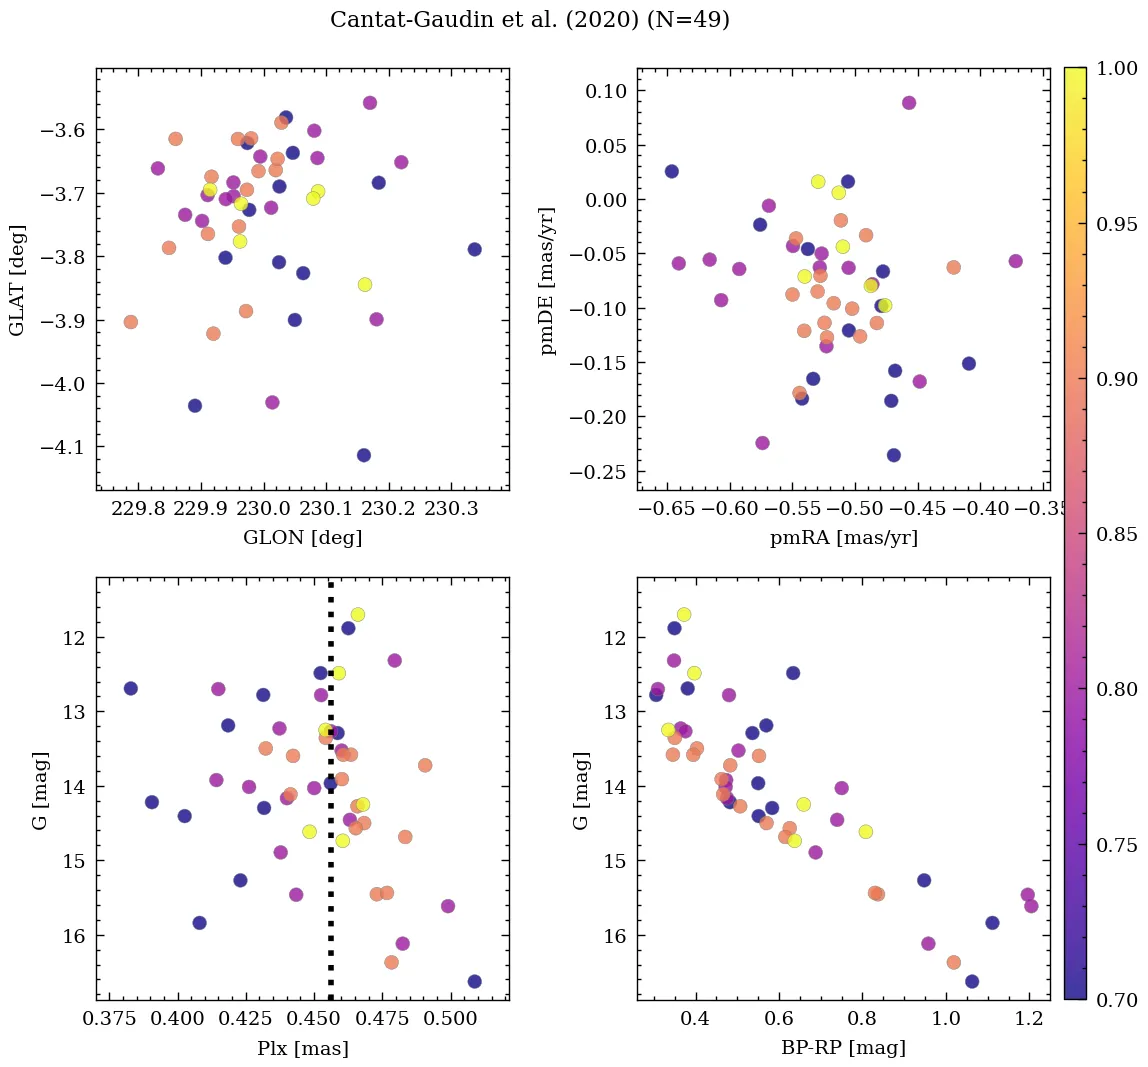 Cantat-Gaudin et al. (2020) (N=49)
−3.6
−3.7
−3.8
−3.9
−4.0
−4.1
GLAT [deg]
229.8 229.9 230.0 230.1 230.2 230.3
GLON [deg]
0.10
0.05
0.00
−0.05
−0.10
−0.15
−0.20
−0.25
pmDE [mas/yr]
−0.65 −0.60 −0.55 −0.50 −0.45 −0.40 −0.35
pmRA [mas/yr]
12
13
14
15
16
G [mag]
0.375 0.400 0.425 0.450 0.475 0.500
Plx [mas]
12
13
14
15
16
G [mag]
0.4 0.6 0.8 1.0 1.2
BP-RP [mag]
1.00
0.95
0.90
0.85
0.80
0.75
0.70